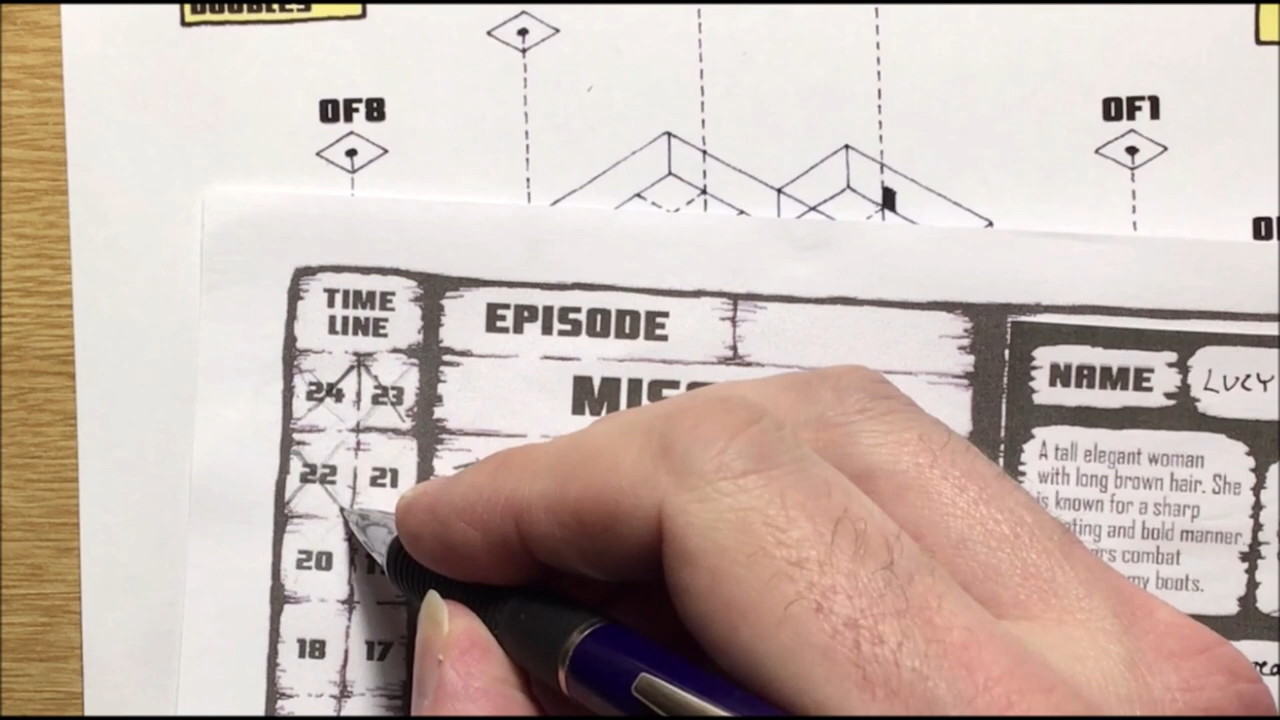 DOUBLES
OF8
OF1
TIME
LINE
EPISODE
24 23
NAME
LUCY
22 21
A tall elegant woman
with long brown hair. She
is known for a sharp
and bold manner.
combat
boots.
20
18 17